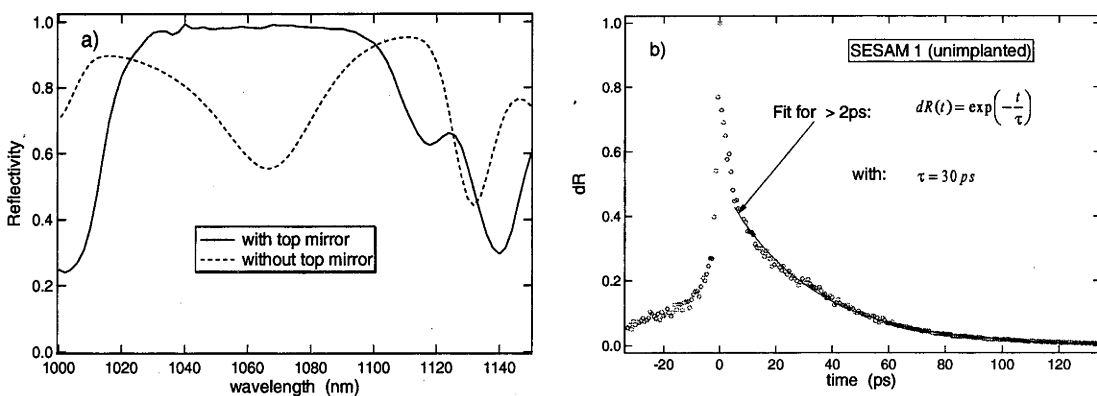 a)
Reflectivity
1.0
0.8
0.6
0.4
0.2
0.0
with top mirror
without top mirror
1000 1020 1040 1060 1080 1100 1120 1140
wavelength (nm)
b)
SESAM 1 (unimplanted)
Fit for > 2ps: dR(t) = exp(-t/τ)
with: τ = 30 ps
dR
1.0
0.8
0.6
0.4
0.2
0.0
-20 0 20 40 60 80 100 120
time (ps)